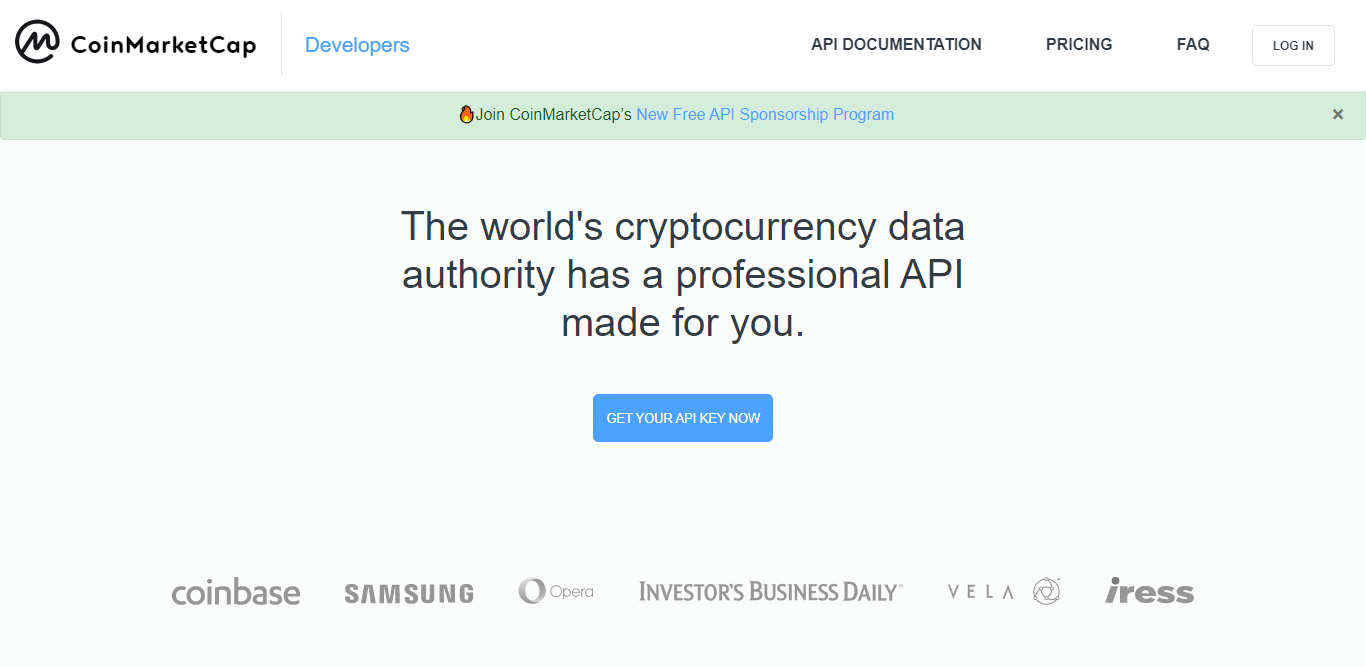 CoinMarketCap
Developers
API DOCUMENTATION
PRICING
FAQ
LOG IN
🔥Join CoinMarketCap's New Free API Sponsorship Program
×
The world's cryptocurrency data
authority has a professional API
made for you.
GET YOUR API KEY NOW
coinbase
SAMSUNG
Opera
INVESTOR'S BUSINESS DAILY™
VELA
iress